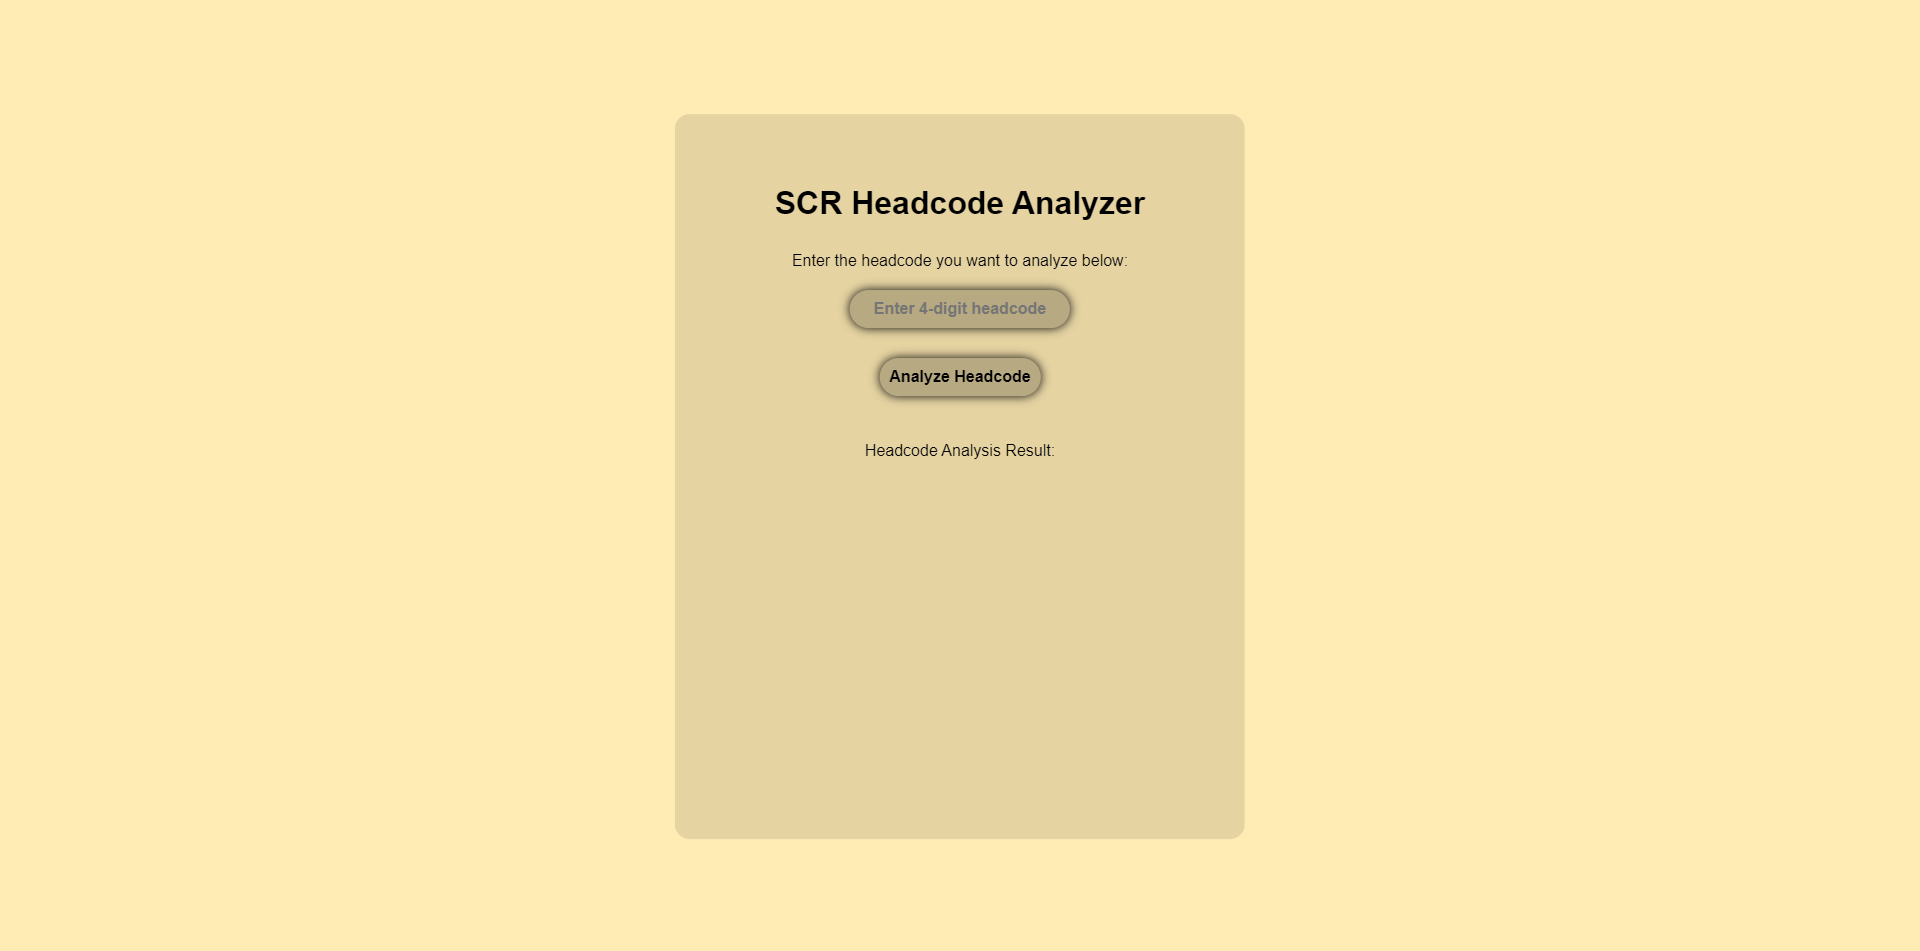 SCR Headcode Analyzer
Enter the headcode you want to analyze below:
Enter 4-digit headcode
Analyze Headcode
Headcode Analysis Result: